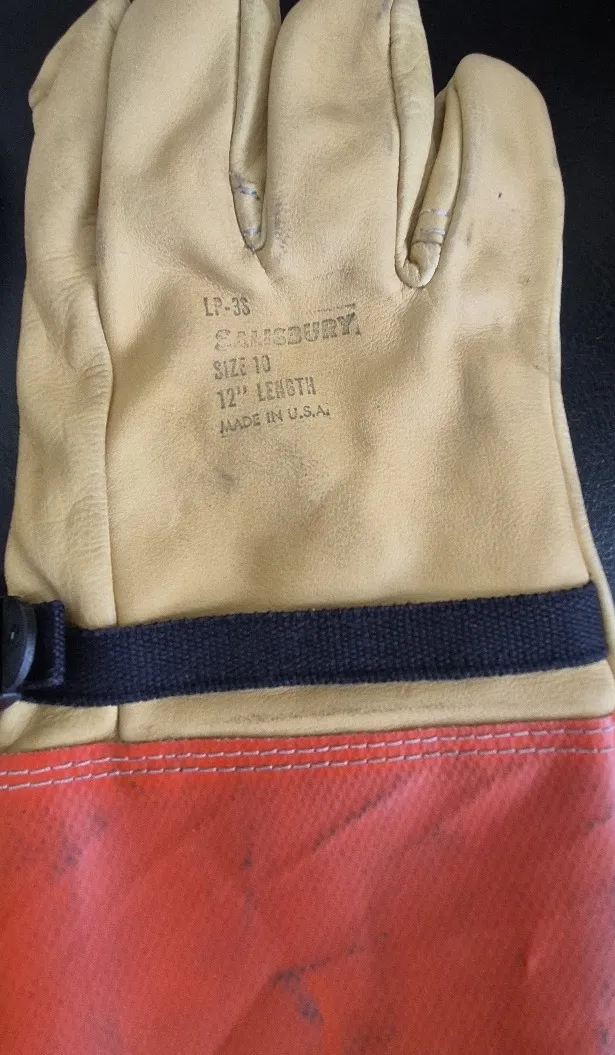 LP-3S
SALISBURY
SIZE 10
12" LENGTH
MADE IN U.S.A.